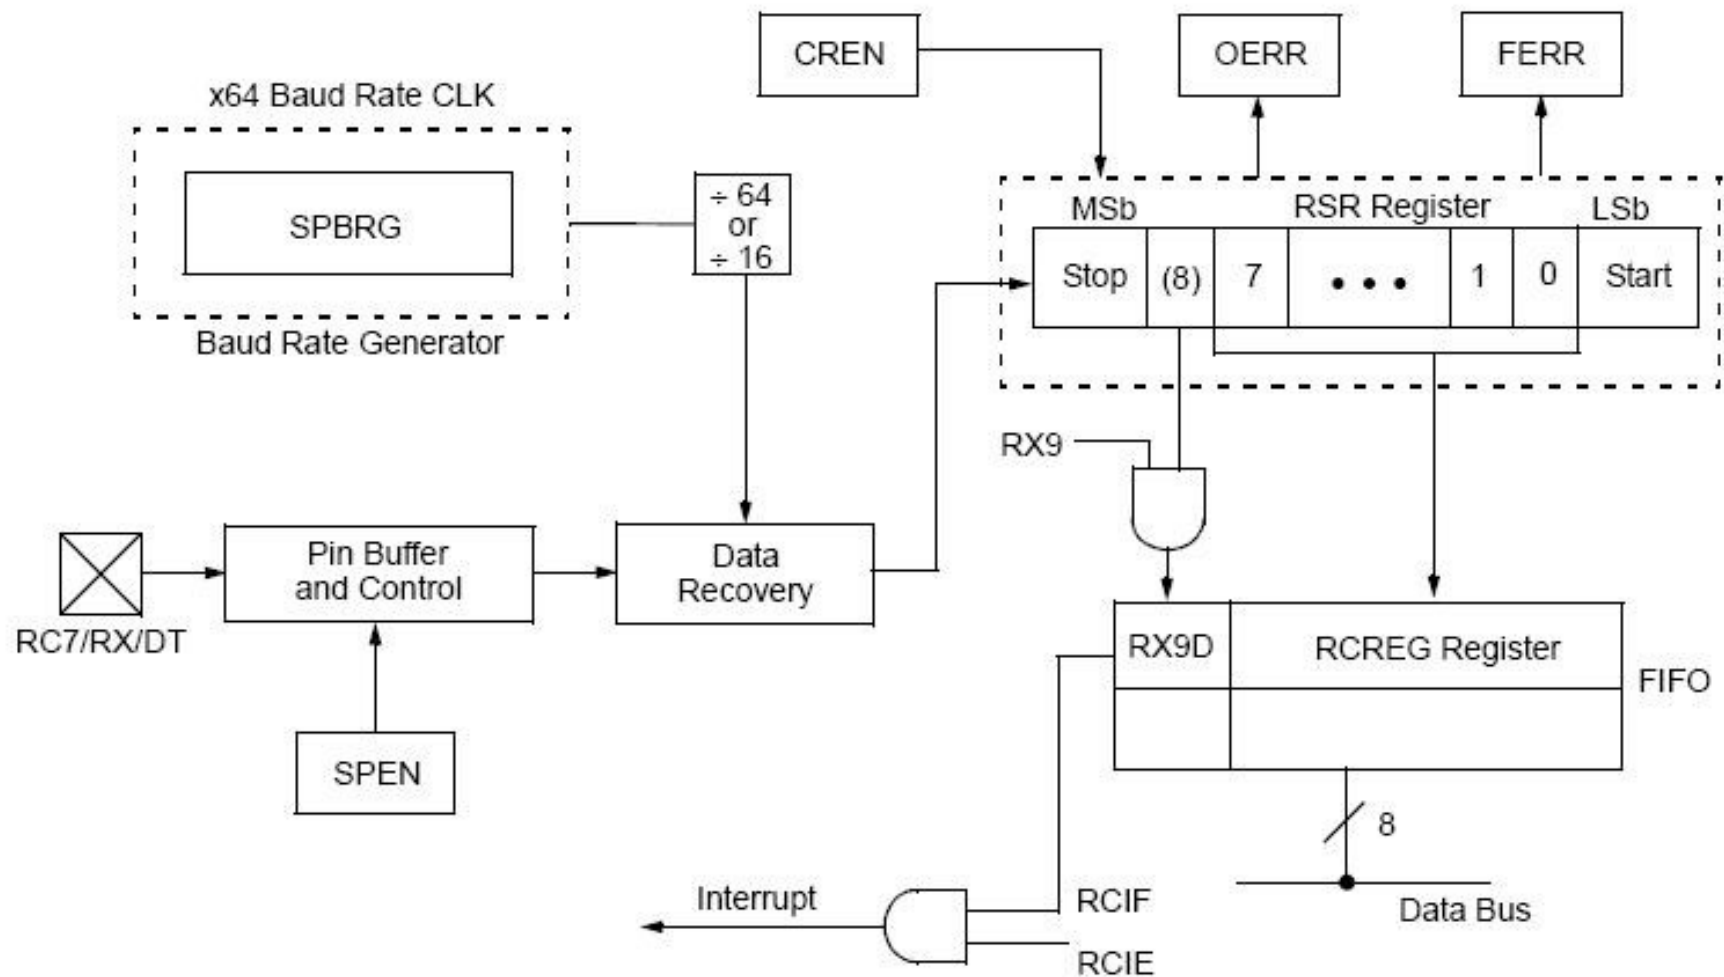 CREN
OERR
FERR
x64 Baud Rate CLK
SPBRG
÷ 64
or
÷ 16
Baud Rate Generator
MSb
RSR Register
LSb
Stop
(8)
7
• • •
1
0
Start
RX9
Pin Buffer
and Control
Data
Recovery
RC7/RX/DT
RX9D
RCREG Register
FIFO
SPEN
8
Interrupt
RCIF
RCIE
Data Bus